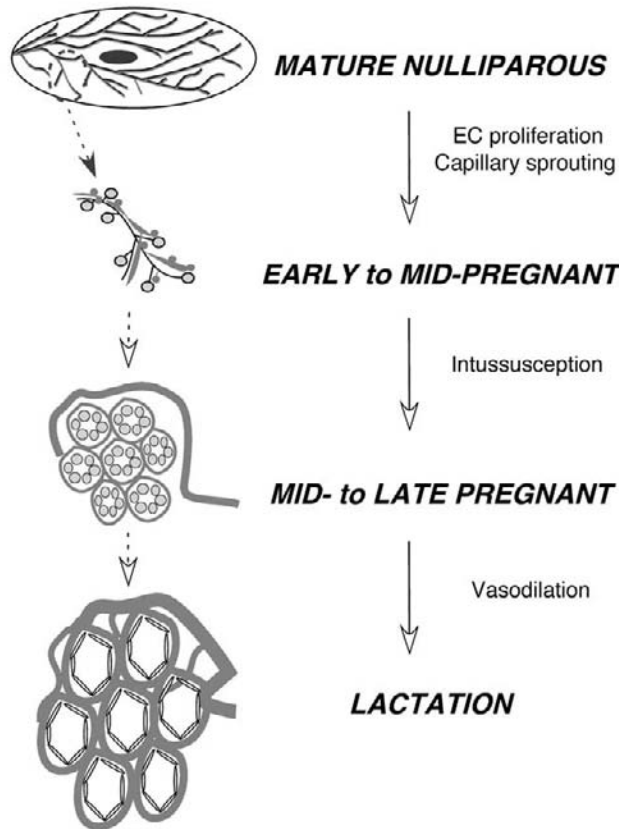 MATURE NULLIPAROUS
EC proliferation
Capillary sprouting
EARLY to MID-PREGNANT
Intussusception
MID- to LATE PREGNANT
Vasodilation
LACTATION